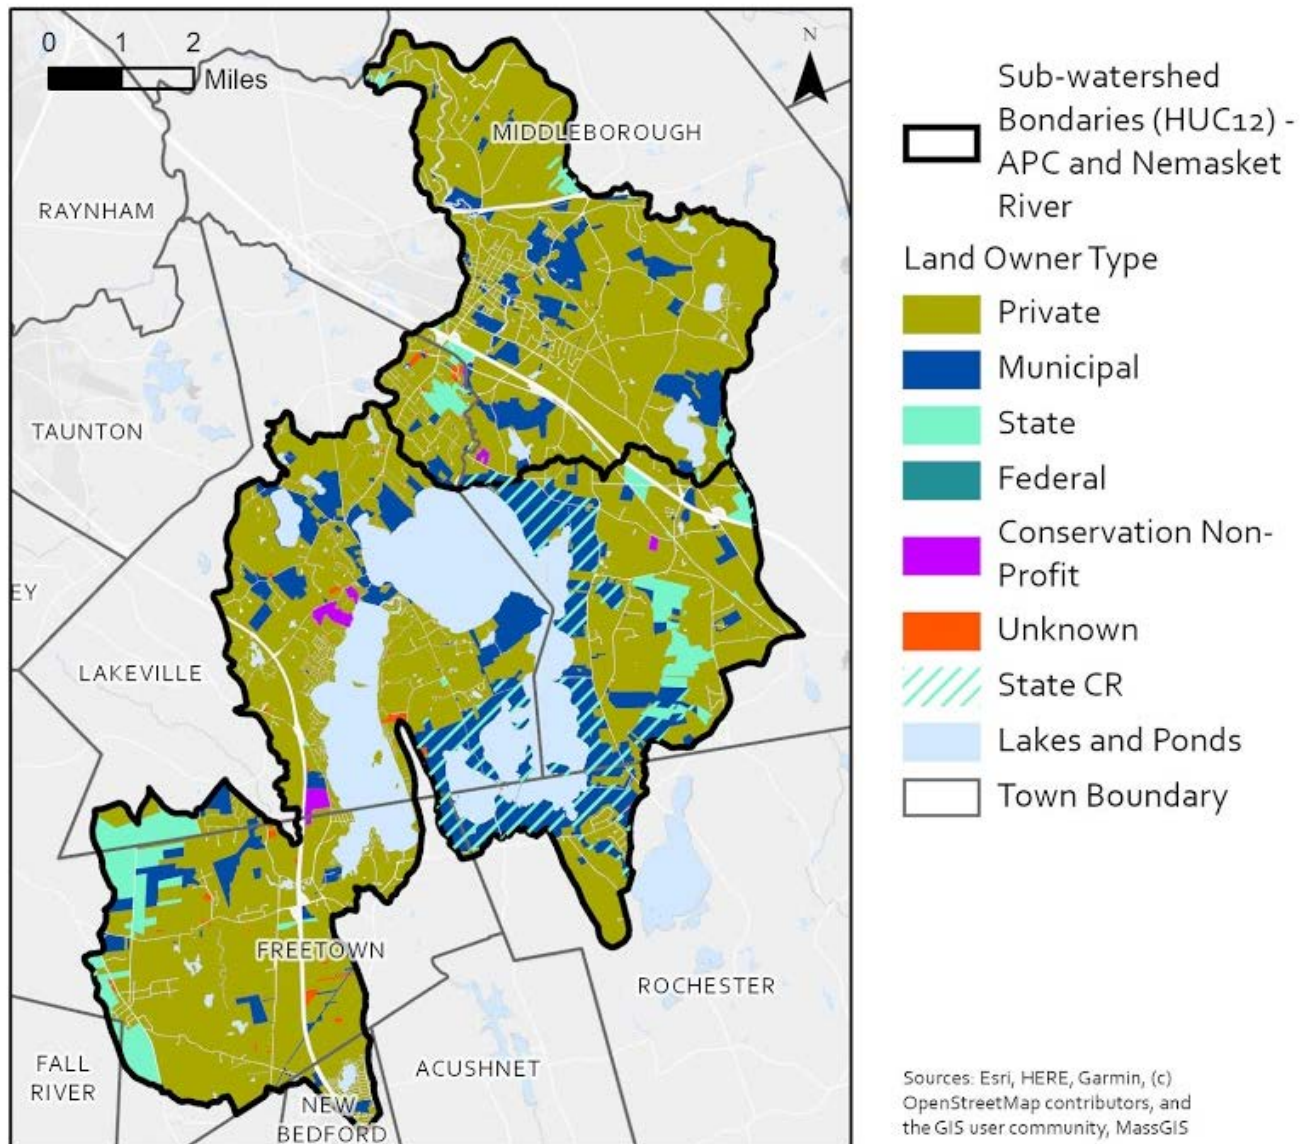 0 1 2
Miles
N
MIDDLEBOROUGH
RAYNHAM
TAUNTON
EY
LAKEVILLE
FREETOWN
ROCHESTER
FALL
RIVER
ACUSHNET
NEW
BEDFORD
Sub-watershed
Bondaries (HUC12) -
APC and Nemasket
River
Land Owner Type
Private
Municipal
State
Federal
Conservation Non-
Profit
Unknown
State CR
Lakes and Ponds
Town Boundary
Sources: Esri, HERE, Garmin, (c)
OpenStreetMap contributors, and
the GIS user community, MassGIS